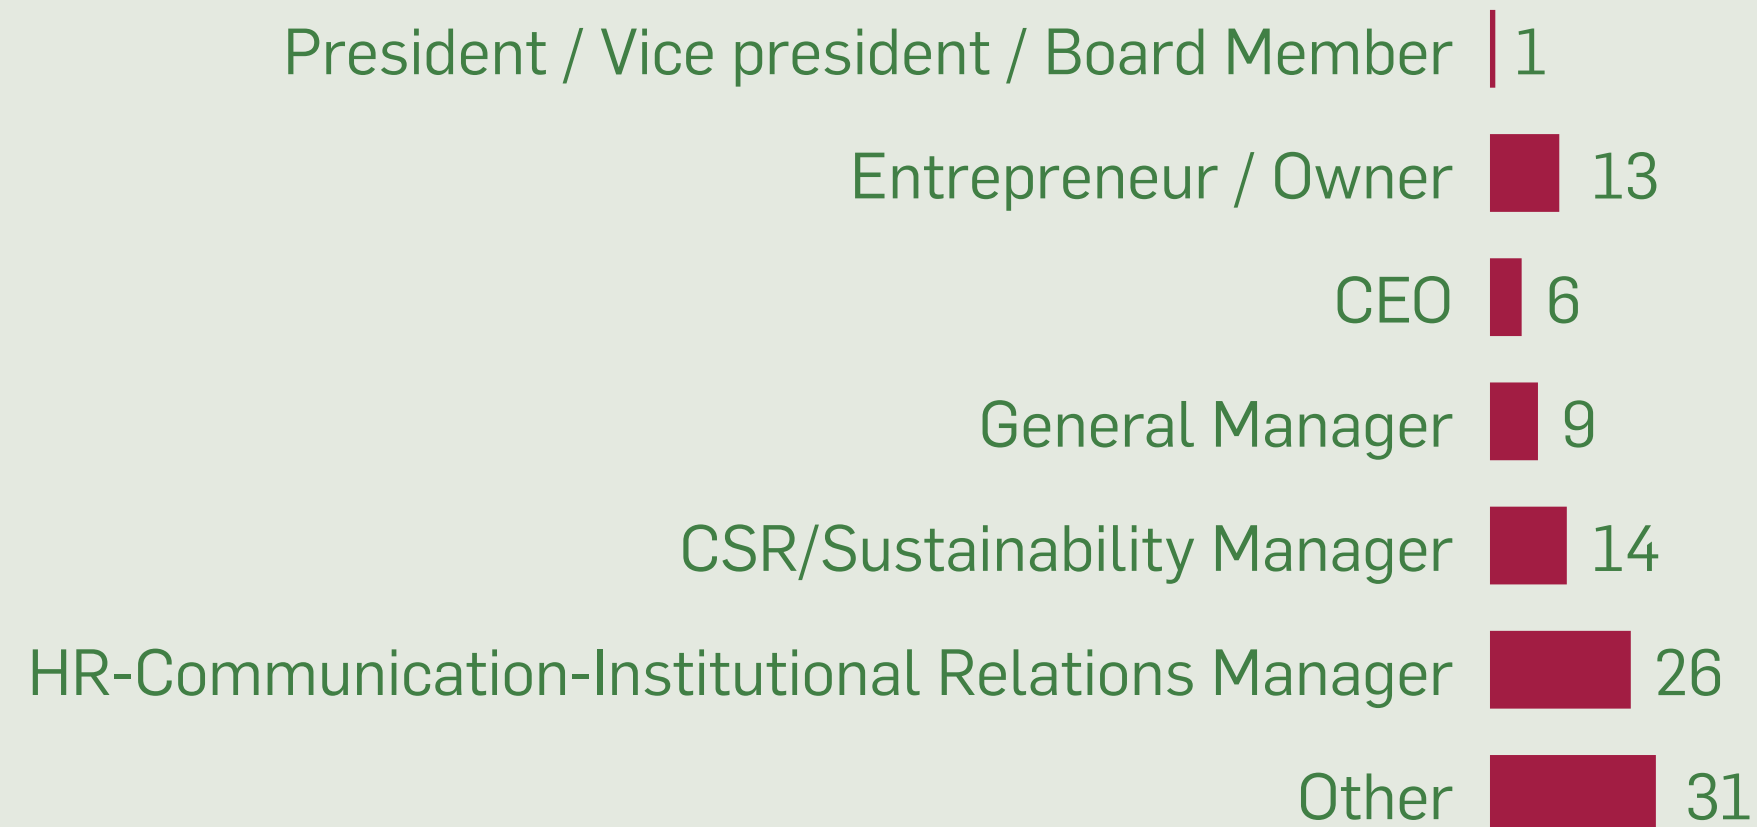 President / Vice president / Board Member 1
Entrepreneur / Owner 13
CEO 6
General Manager 9
CSR/Sustainability Manager 14
HR-Communication-Institutional Relations Manager 26
Other 31